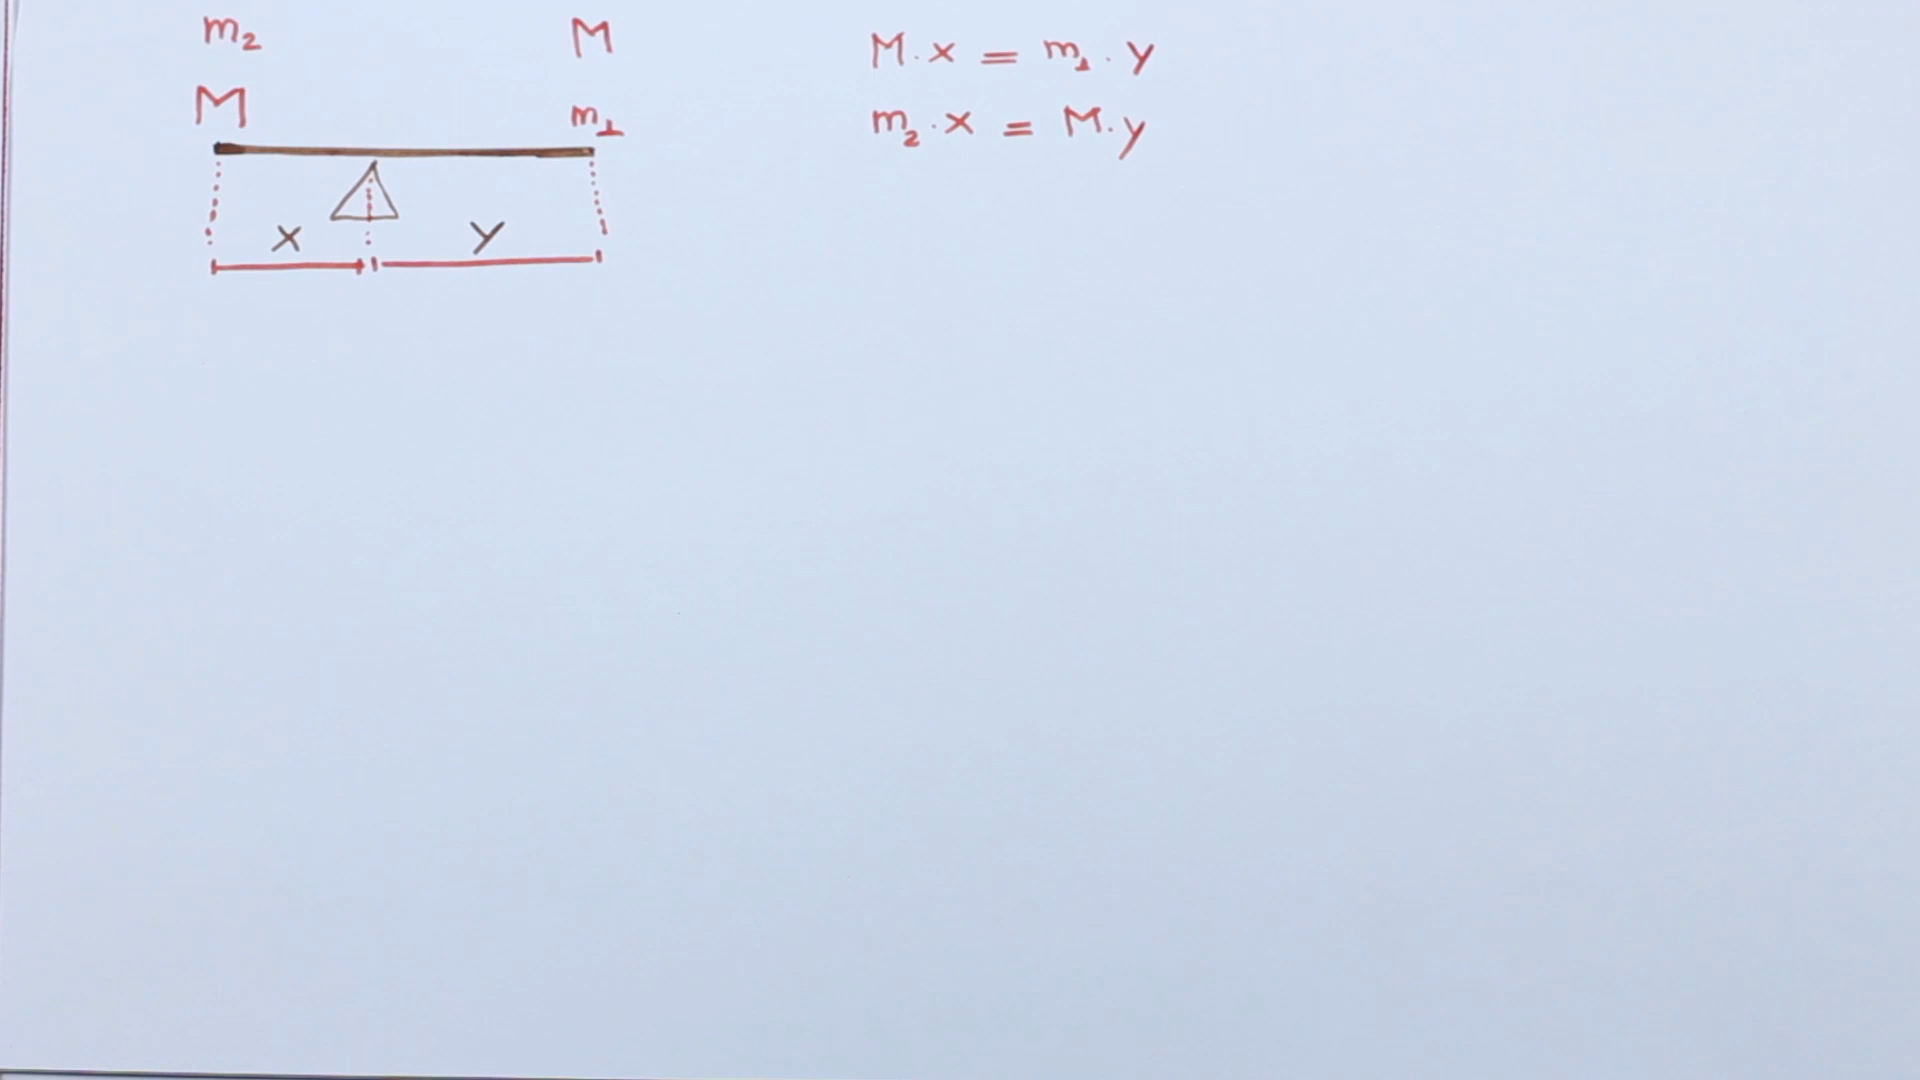 m₂ M
M m₁
x y
M·x = m₁·y
m₂·x = M·y